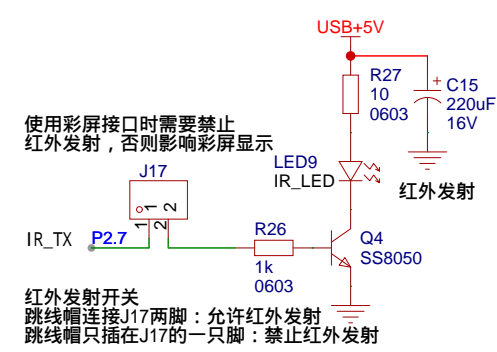 USB+5V
R27
10
0603
+ C15
220uF
16V
使用彩屏接口时需要禁止
红外发射，否则影响彩屏显示
J17
LED9
IR_LED
红外发射
1 2
1 2
IR_TX P2.7
R26
1k
0603
Q4
SS8050
红外发射开关
跳线帽连接J17两脚：允许红外发射
跳线帽只插在J17的一只脚：禁止红外发射